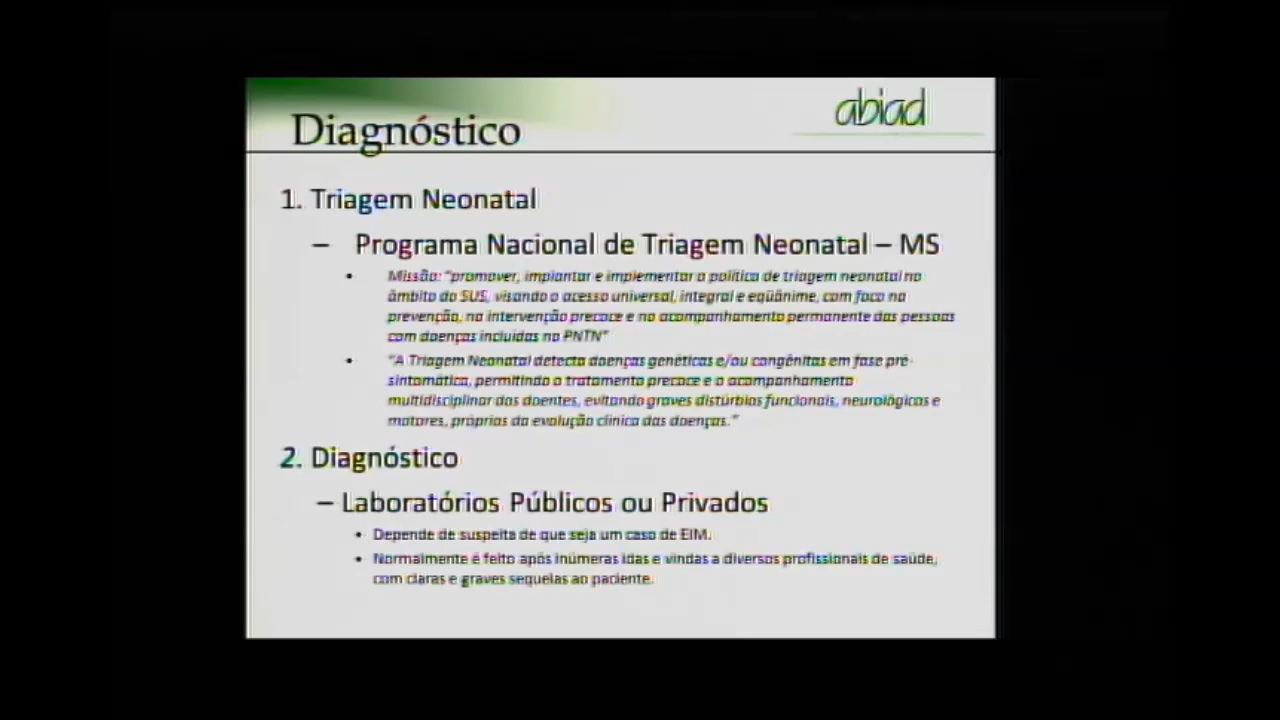 Diagnóstico
abiad
1. Triagem Neonatal
– Programa Nacional de Triagem Neonatal – MS
• Missão: "promover, implantar e implementar a política de triagem neonatal no
âmbito do SUS, visando o acesso universal, integral e eqüânime, com foco na
prevenção, na intervenção precoce e no acompanhamento permanente das pessoas
com doenças incluídas no PNTN"
• "A Triagem Neonatal detecta doenças genéticas e/ou congênitas em fase pré-
sintomática, permitindo o tratamento precoce e o acompanhamento
multidisciplinar dos doentes, evitando graves distúrbios funcionais, neurológicos e
motores, próprios da evolução clínica das doenças."
2. Diagnóstico
– Laboratórios Públicos ou Privados
• Depende de suspeita de que seja um caso de EIM.
• Normalmente é feito após inúmeras idas e vindas a diversos profissionais de saúde,
com claras e graves sequelas ao paciente.